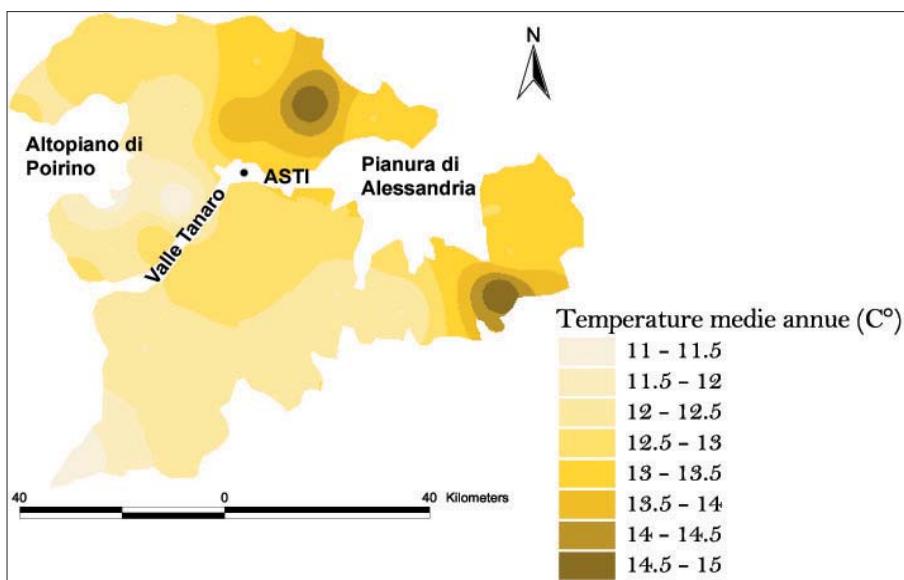 N
Altopiano di
Poirino
ASTI
Pianura di
Alessandria
Valle Tanaro
Temperature medie annue (C°)
11 - 11.5
11.5 - 12
12 - 12.5
12.5 - 13
13 - 13.5
13.5 - 14
14 - 14.5
14.5 - 15
40 0 40 Kilometers